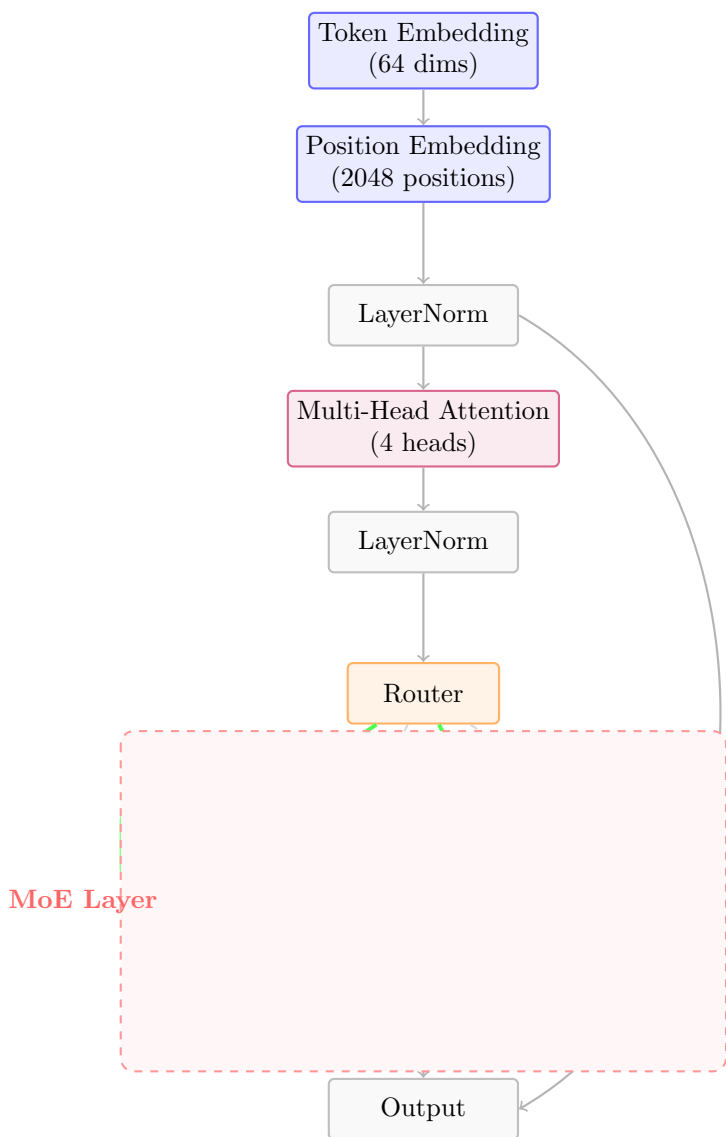 Token Embedding
(64 dims)
Position Embedding
(2048 positions)
LayerNorm
Multi-Head Attention
(4 heads)
LayerNorm
Router
MoE Layer
Output